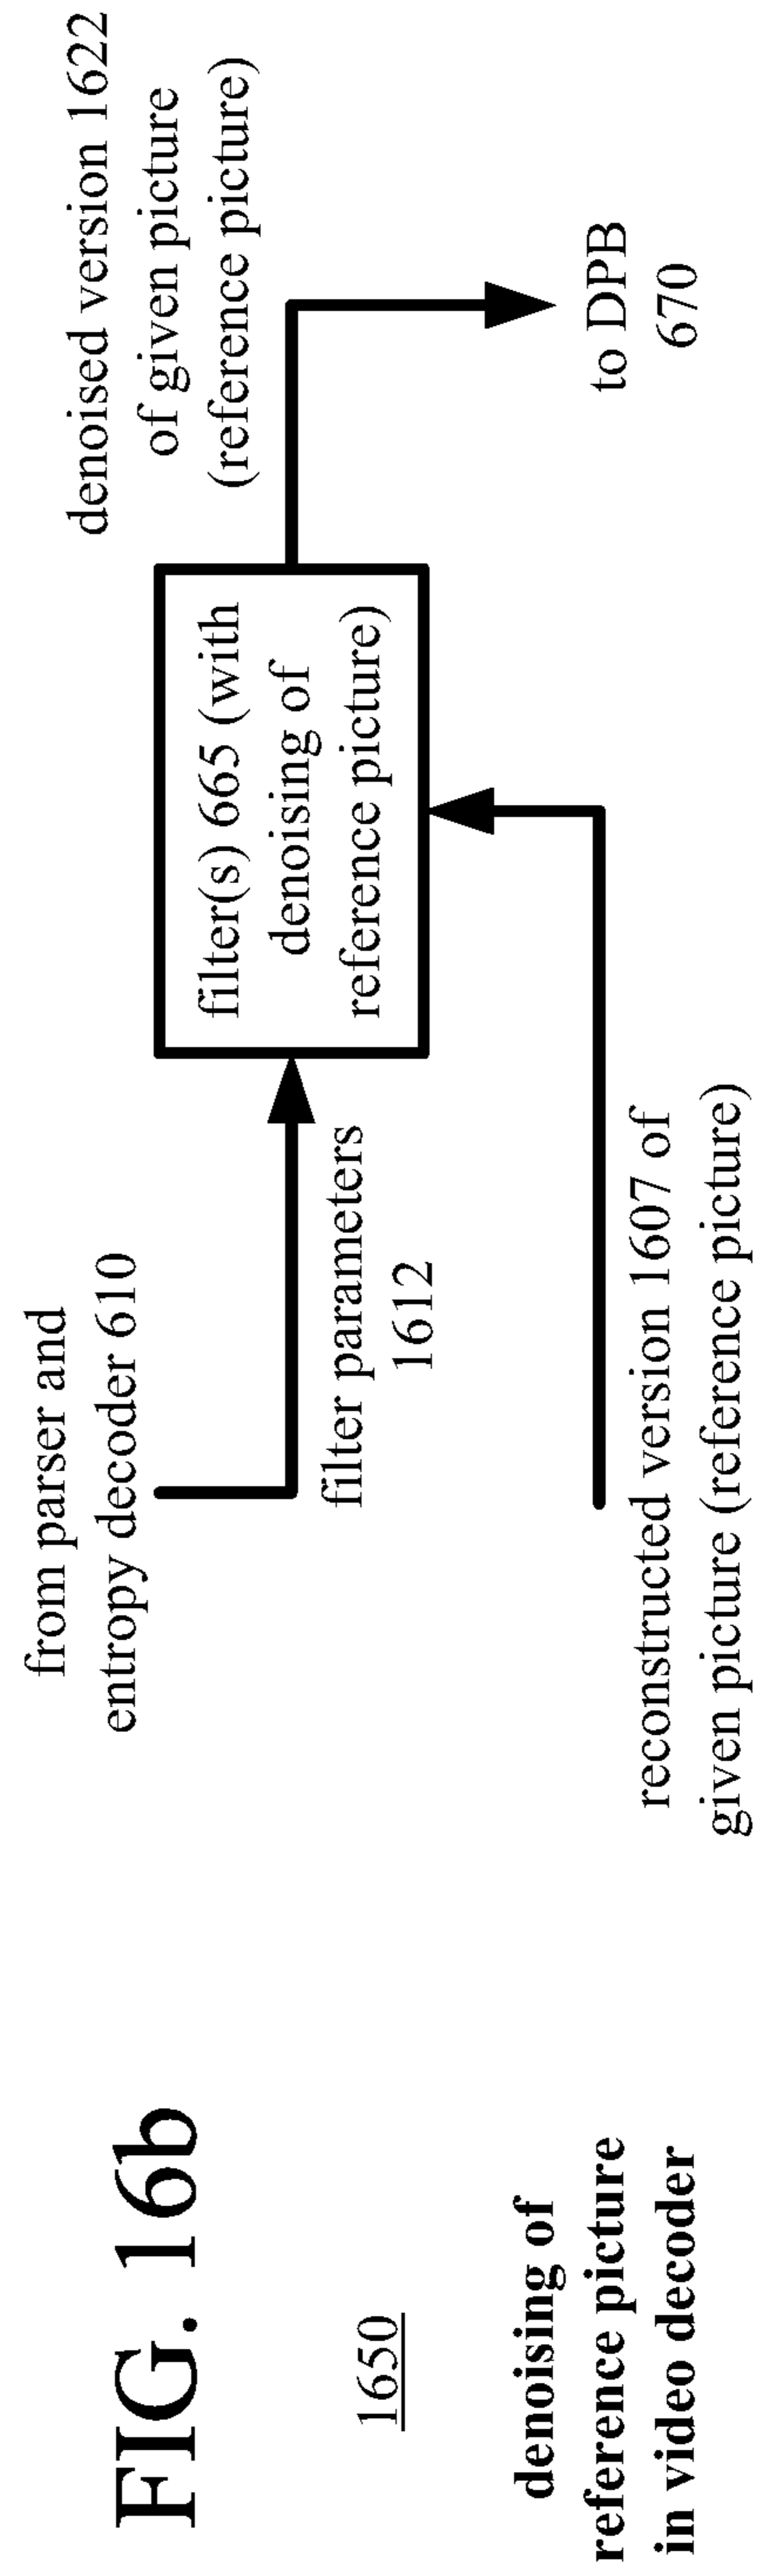 FIG. 16b
1650
denoising of
reference picture
in video decoder
from parser and
entropy decoder 610
filter parameters
1612
reconstructed version 1607 of
given picture (reference picture)
filter(s) 665 (with
denoising of
reference picture)
denoised version 1622
of given picture
(reference picture)
to DPB
670